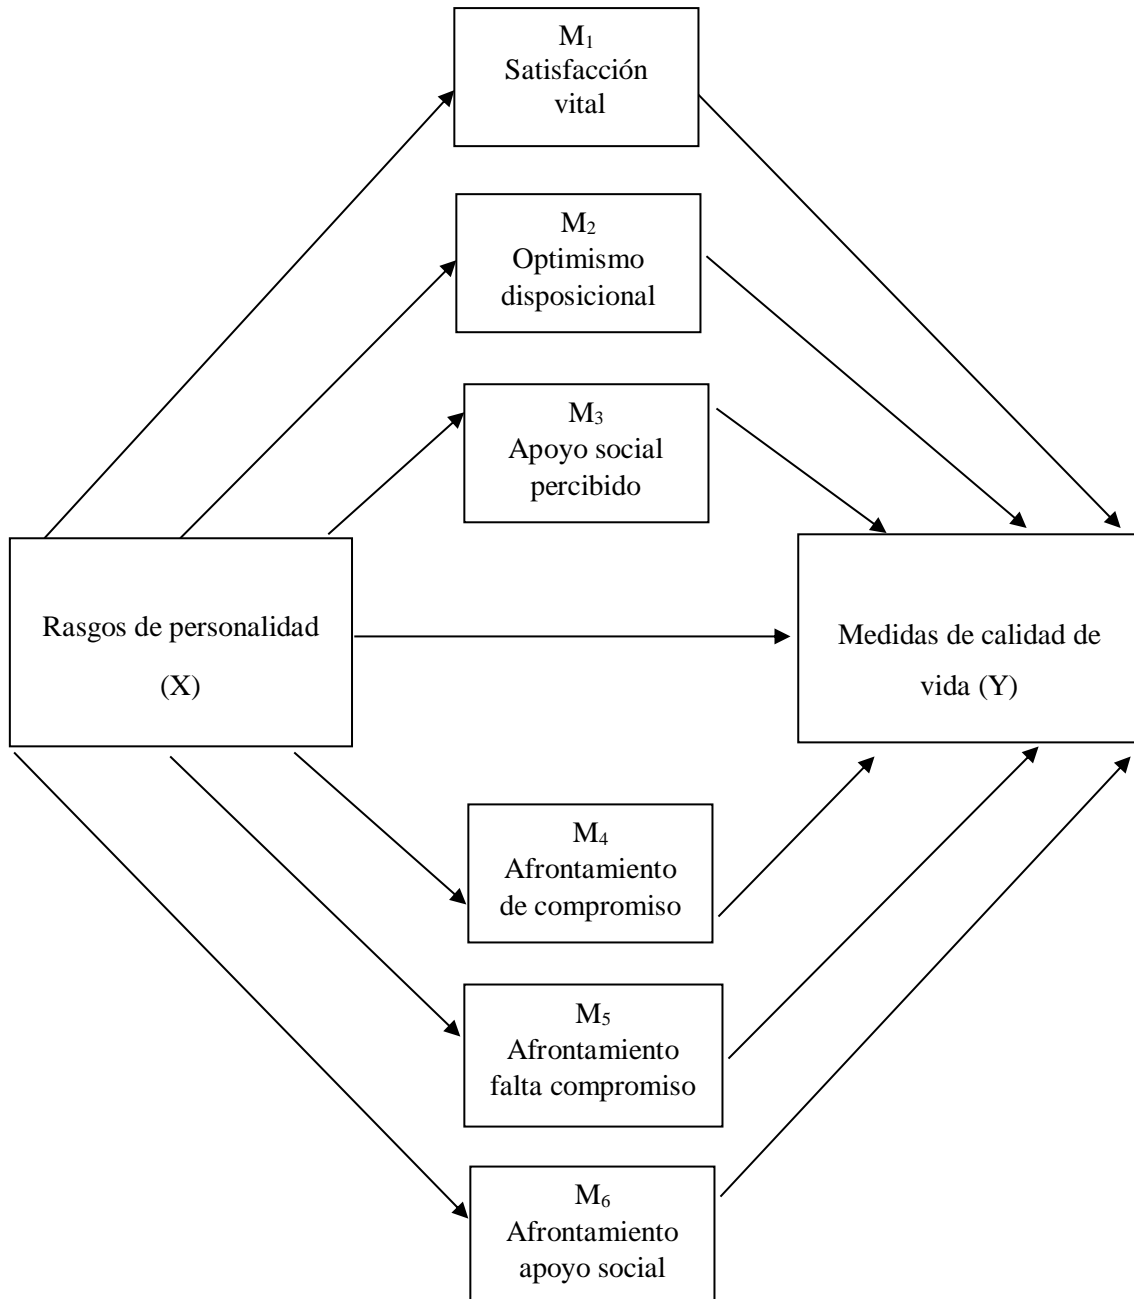 M₁
Satisfacción
vital
M₂
Optimismo
disposicional
M₃
Apoyo social
percibido
Rasgos de personalidad
(X)
Medidas de calidad de
vida (Y)
M₄
Afrontamiento
de compromiso
M₅
Afrontamiento
falta compromiso
M₆
Afrontamiento
apoyo social